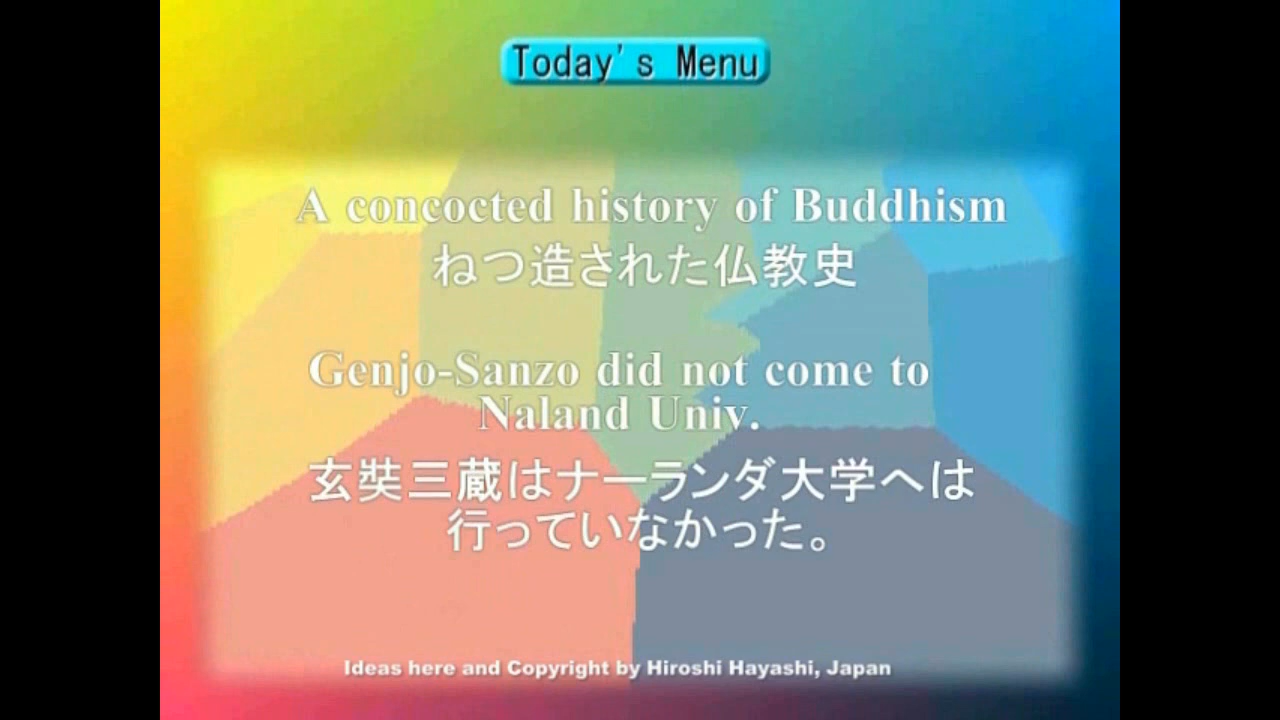 Today's Menu
A concocted history of Buddhism
ねつ造された仏教史
Genjo-Sanzo did not come to
Naland Univ.
玄奘三蔵はナーランダ大学へは
行っていなかった。
Ideas here and Copyright by Hiroshi Hayashi, Japan